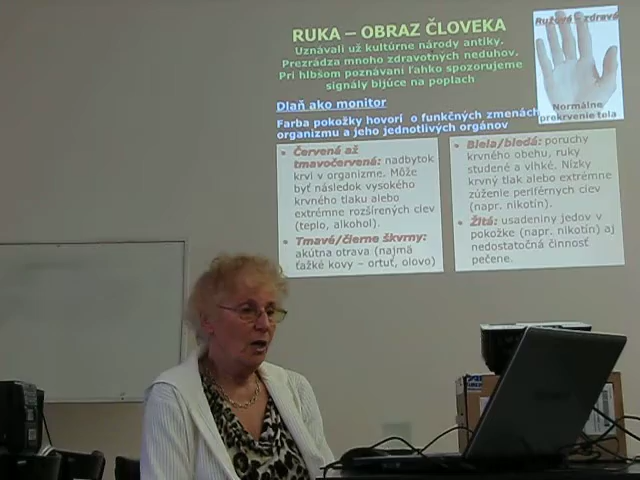 RUKA – OBRAZ ČLOVEKA
Uznávali už kultúrne národy antiky.
Prezrádza mnoho zdravotných neduhov.
Pri hlbšom poznávaní ľahko spozorujeme
signály bijúce na poplach
Ružová – zdravá
Normálne
prekrvenie tela
Dlaň ako monitor
Farba pokožky hovorí o funkčných zmenách
organizmu a jeho jednotlivých orgánov
• Červená až
tmavočervená: nadbytok
krvi v organizme. Môže
byť následok vysokého
krvného tlaku alebo
extrémne rozšírených ciev
(teplo, alkohol).
• Tmavé/čierne škvrny:
akútna otrava (najmä
ťažké kovy – ortuť, olovo)
• Biela/bledá: poruchy
krvného obehu, ruky
studené a vlhké. Nízky
krvný tlak alebo extrémne
zúženie periférnych ciev
(napr. nikotín).
• Žltá: usadeniny jedov v
pokožke (napr. nikotín) aj
nedostatočná činnosť
pečene.